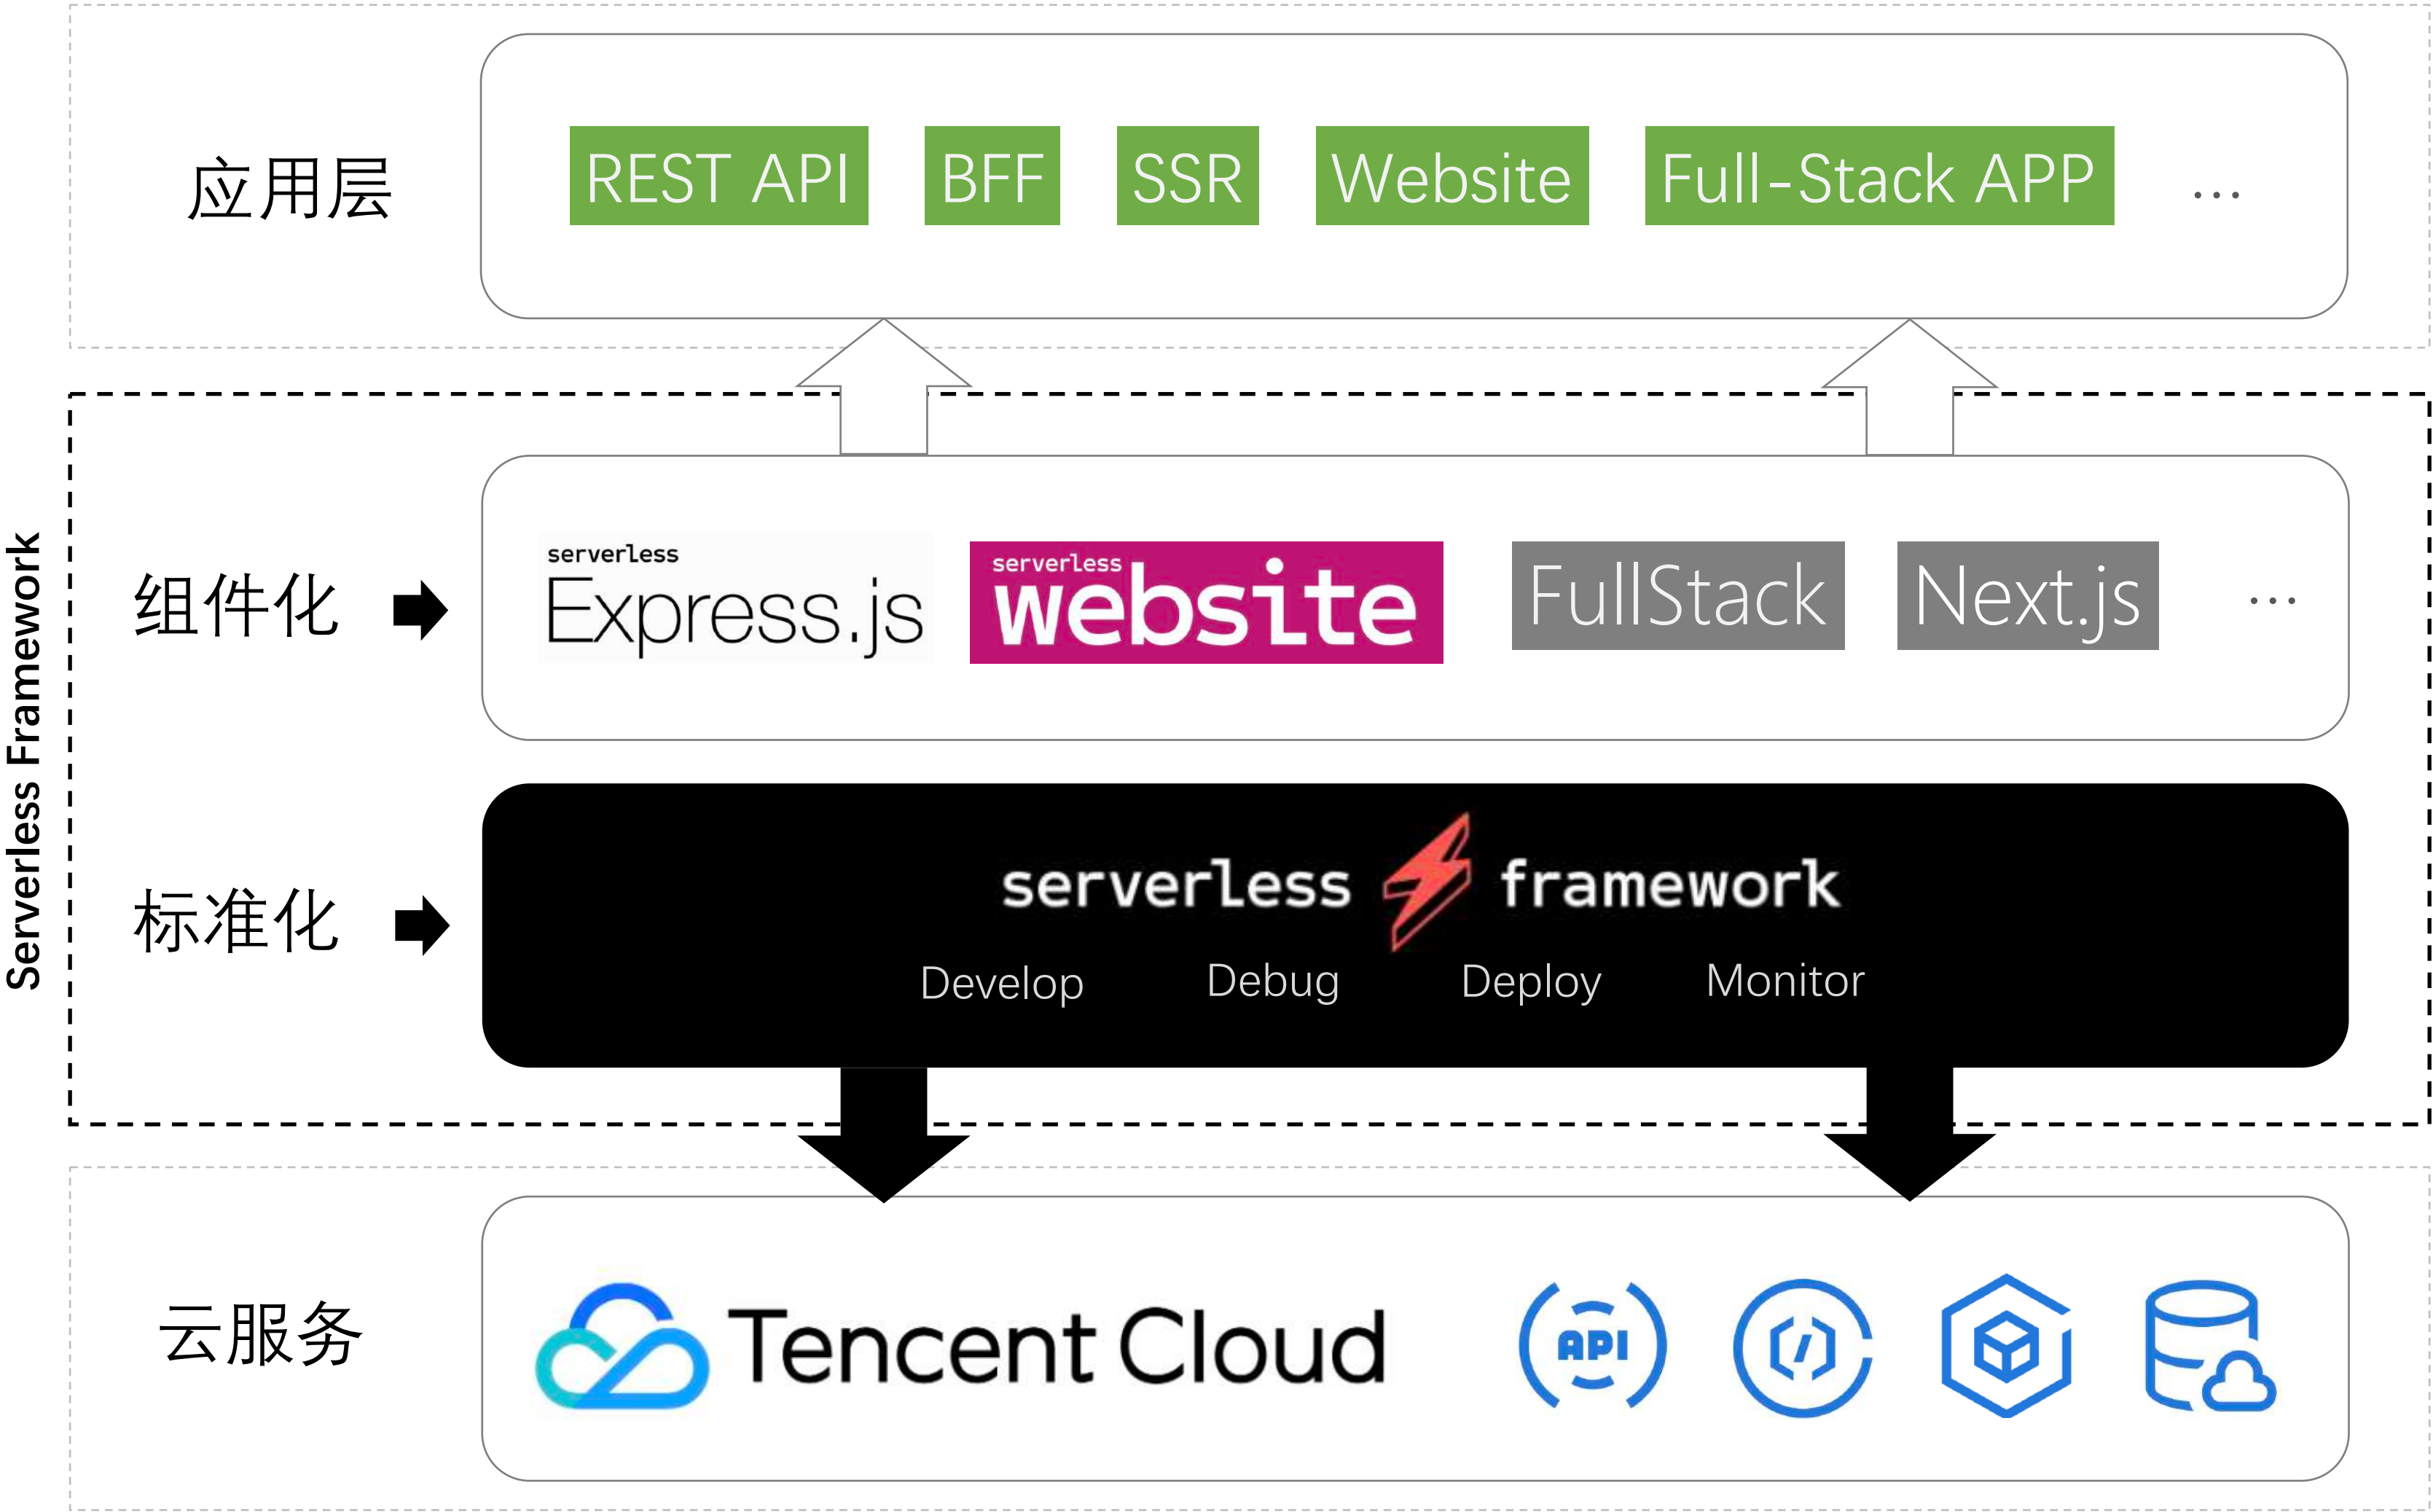 应用层
REST API
BFF
SSR
Website
Full-Stack APP
...
Serverless Framework
组件化
serverless
Express.js
serverless
website
FullStack
Next.js
...
标准化
serverless framework
Develop
Debug
Deploy
Monitor
云服务
Tencent Cloud
API